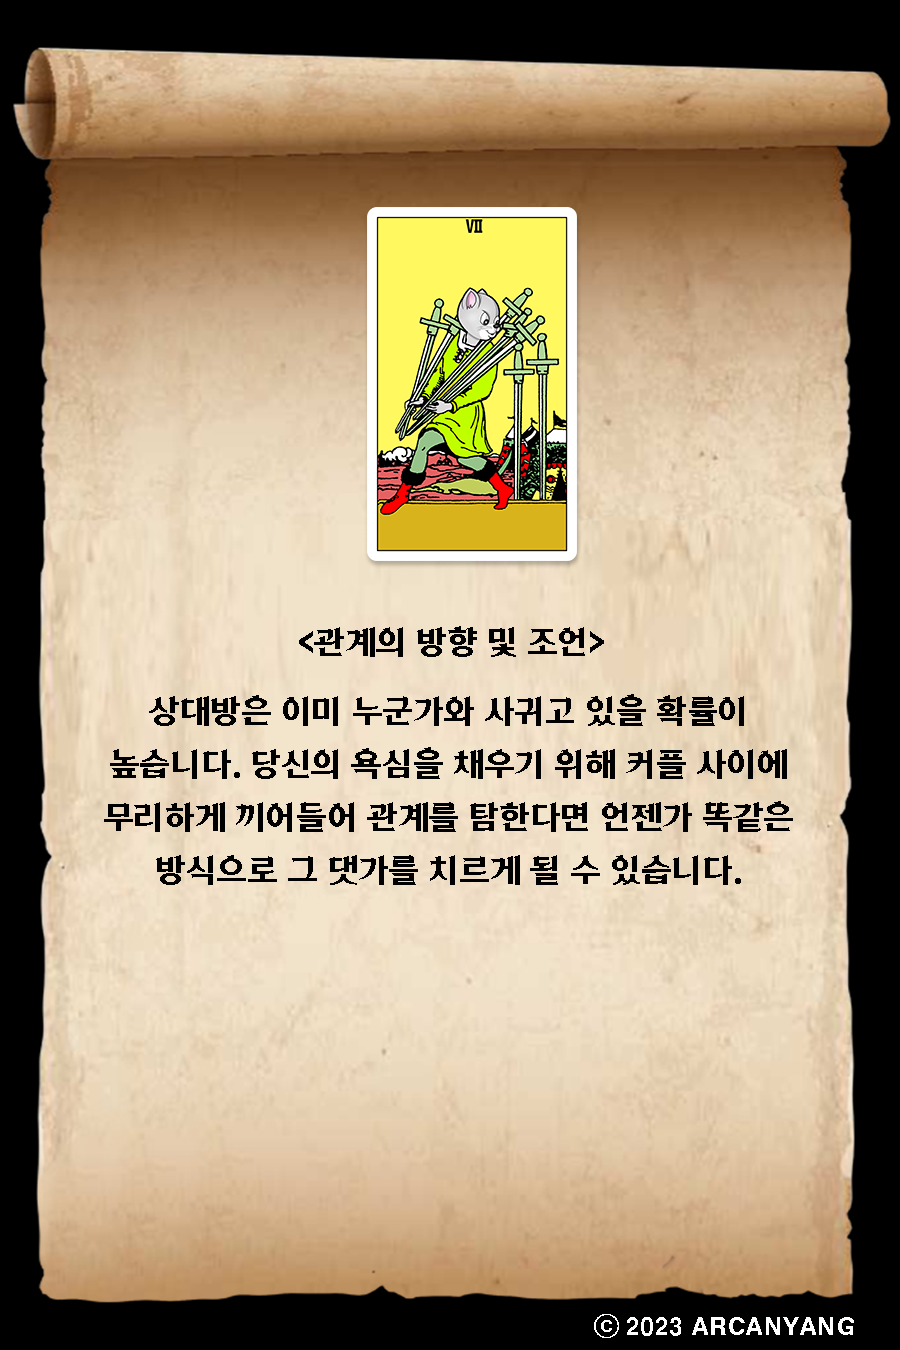 VII
<관계의 방향 및 조언>
상대방은 이미 누군가와 사귀고 있을 확률이
높습니다. 당신의 욕심을 채우기 위해 커플 사이에
무리하게 끼어들어 관계를 탐한다면 언젠가 똑같은
방식으로 그 댓가를 치르게 될 수 있습니다.
ⓒ 2023 ARCANYANG